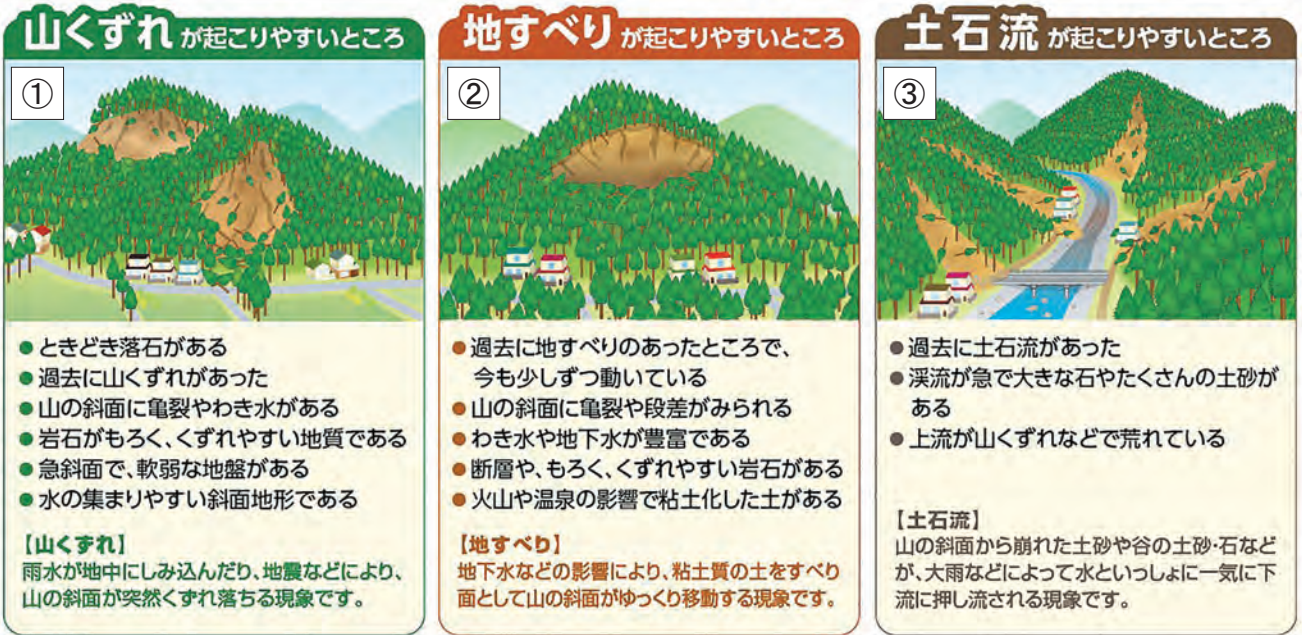 山くずれが起こりやすいところ
①
●ときどき落石がある
●過去に山くずれがあった
●山の斜面に亀裂やわき水がある
●岩石がもろく、くずれやすい地質である
●急斜面で、軟弱な地盤がある
●水の集まりやすい斜面地形である
【山くずれ】
雨水が地中にしみ込んだり、地震などにより、
山の斜面が突然くずれ落ちる現象です。
地すべりが起こりやすいところ
②
●過去に地すべりのあったところで、
今も少しずつ動いている
●山の斜面に亀裂や段差がみられる
●わき水や地下水が豊富である
●断層や、もろく、くずれやすい岩石がある
●火山や温泉の影響で粘土化した土がある
【地すべり】
地下水などの影響により、粘土質の土をすべり
面として山の斜面がゆっくり移動する現象です。
土石流が起こりやすいところ
③
●過去に土石流があった
●渓流が急で大きな石やたくさんの土砂が
ある
●上流が山くずれなどで荒れている
【土石流】
山の斜面から崩れた土砂や谷の土砂・石など
が、大雨などによって水といっしょに一気に下
流に押し流される現象です。